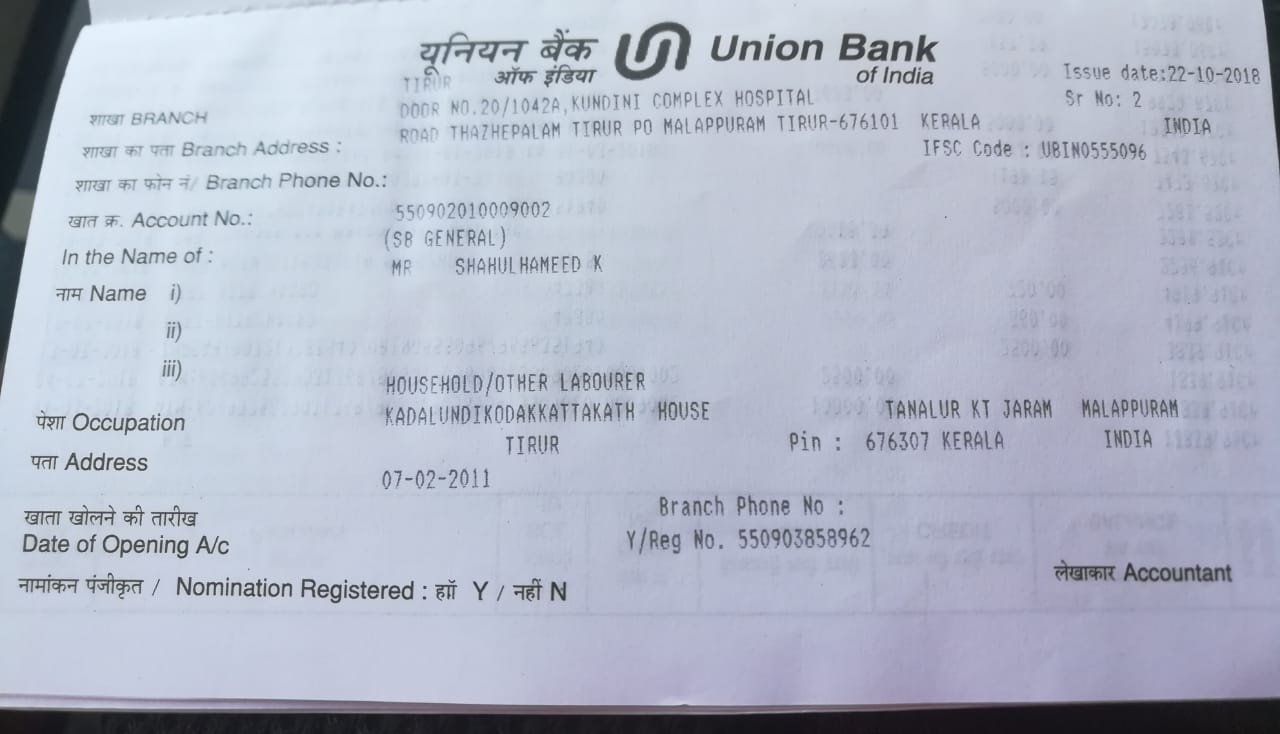 यूनियन बैंक Union Bank
ऑफ इंडिया of India
Issue date:22-10-2018
TIRUR
Sr No: 2
शाखा BRANCH
DOOR NO.20/1042A,KUNDINI COMPLEX HOSPITAL
शाखा का पता Branch Address :
ROAD THAZHEPALAM TIRUR PO MALAPPURAM TIRUR-676101 KERALA INDIA
IFSC Code : UBIN0555096
शाखा का फोन नं/ Branch Phone No.:
खात क्र. Account No.: 550902010009002
(SB GENERAL)
In the Name of :
MR SHAHULHAMEED K
नाम Name i)
ii)
iii)
HOUSEHOLD/OTHER LABOURER
पेशा Occupation
KADALUNDIKODAKKATTAKATH HOUSE TANALUR KT JARAM MALAPPURAM
पता Address
TIRUR Pin : 676307 KERALA INDIA
07-02-2011
खाता खोलने की तारीख
Date of Opening A/c
Branch Phone No :
Y/Reg No. 550903858962
नामांकन पंजीकृत / Nomination Registered : हाॅं Y / नहीं N
लेखाकार Accountant